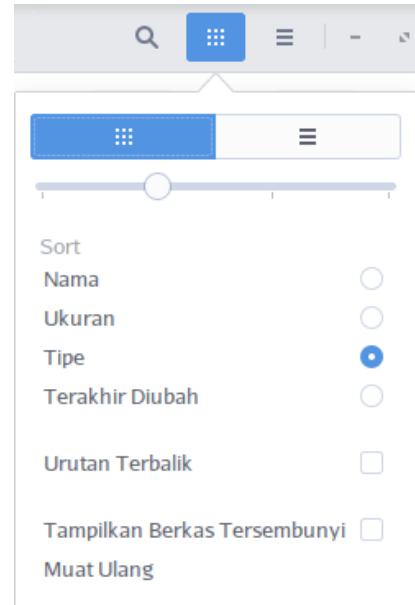 Sort
Nama
Ukuran
Tipe
Terakhir Diubah
Urutan Terbalik
Tampilkan Berkas Tersembunyi
Muat Ulang